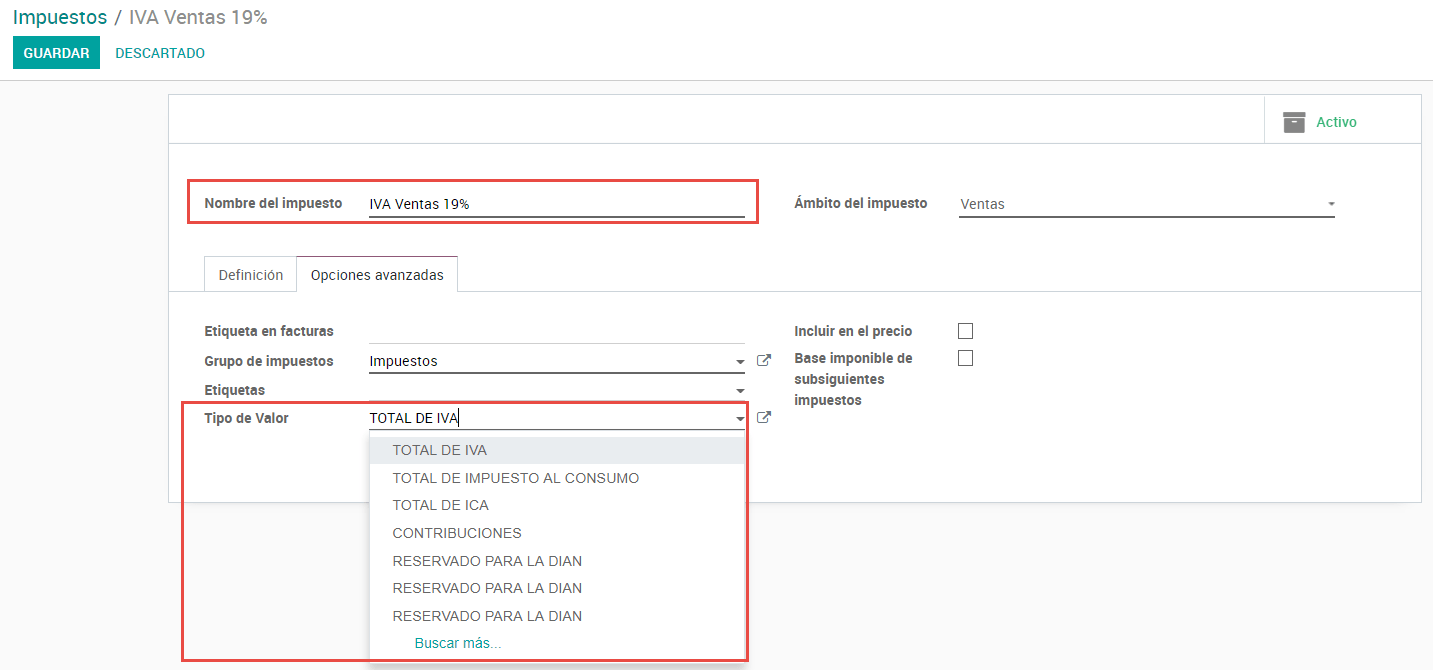 Impuestos / IVA Ventas 19%
GUARDAR DESCARTADO
Activo
Nombre del impuesto IVA Ventas 19% Ámbito del impuesto Ventas
Definición Opciones avanzadas
Etiqueta en facturas Incluir en el precio
Grupo de impuestos Impuestos Base imponible de
subsiguientes
impuestos
Etiquetas
Tipo de Valor TOTAL DE IVA
TOTAL DE IVA
TOTAL DE IMPUESTO AL CONSUMO
TOTAL DE ICA
CONTRIBUCIONES
RESERVADO PARA LA DIAN
RESERVADO PARA LA DIAN
RESERVADO PARA LA DIAN
Buscar más...